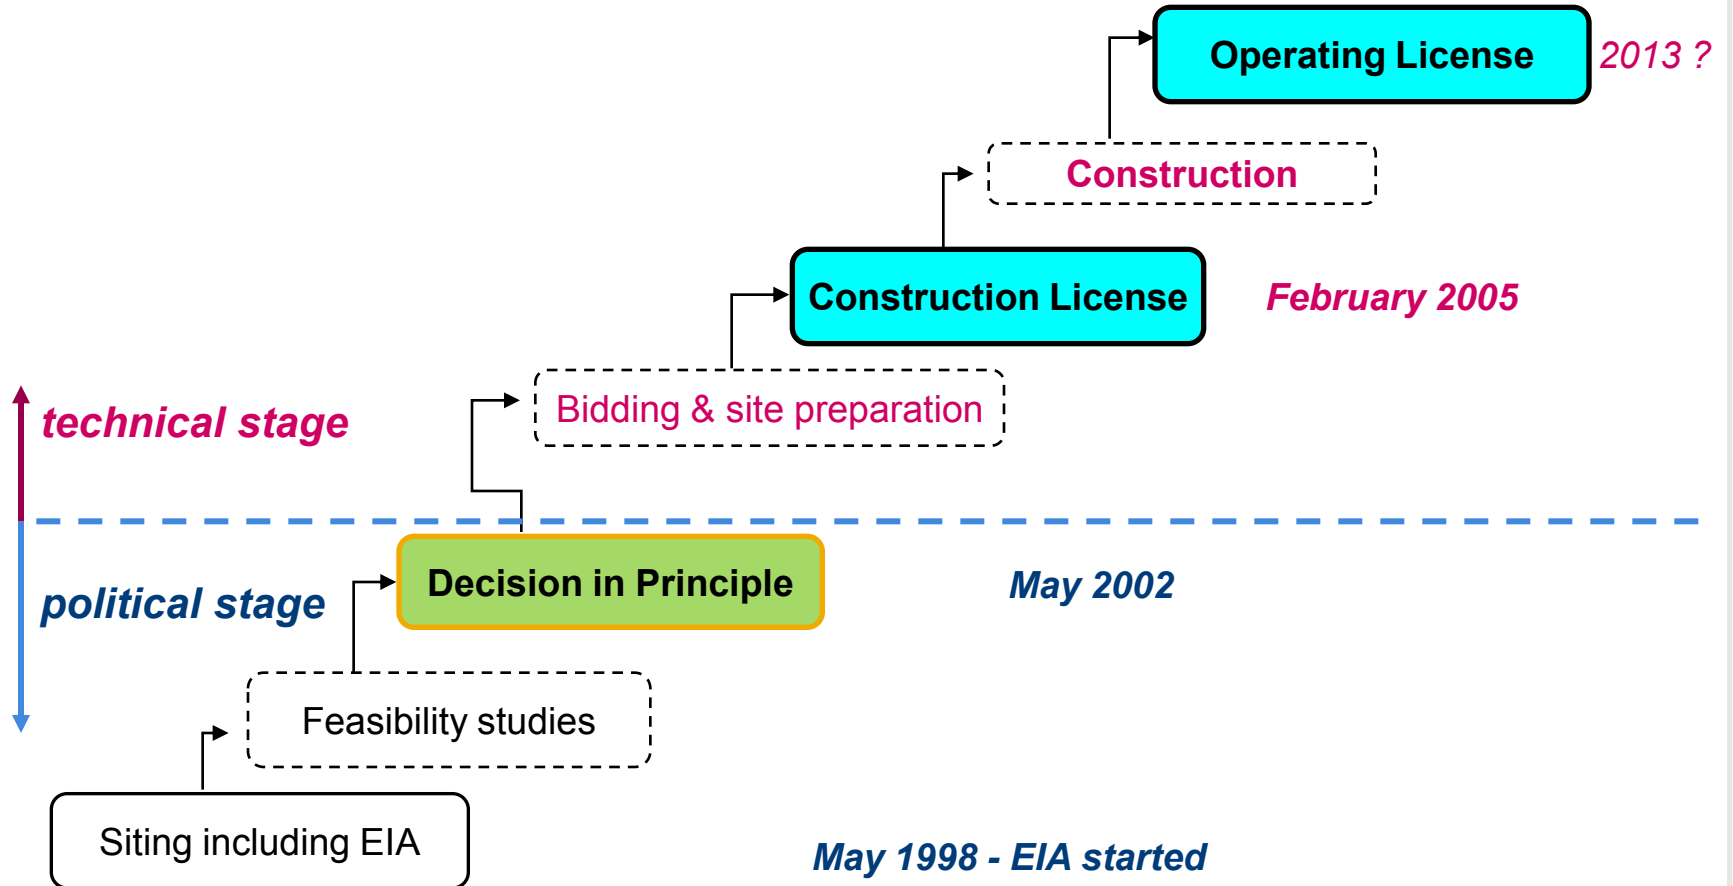 Operating License
2013 ?
Construction
Construction License
February 2005
Bidding & site preparation
technical stage
Decision in Principle
May 2002
political stage
Feasibility studies
Siting including EIA
May 1998 - EIA started